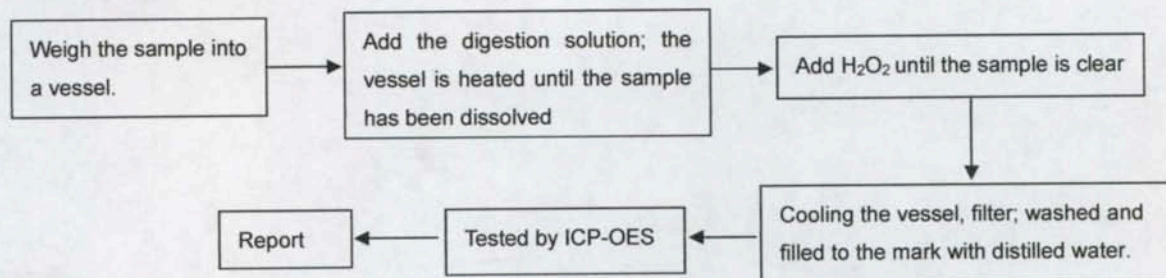 Weigh the sample into
a vessel.
Add the digestion solution; the
vessel is heated until the sample
has been dissolved
Add H₂O₂ until the sample is clear
Cooling the vessel, filter; washed and
filled to the mark with distilled water.
Tested by ICP-OES
Report